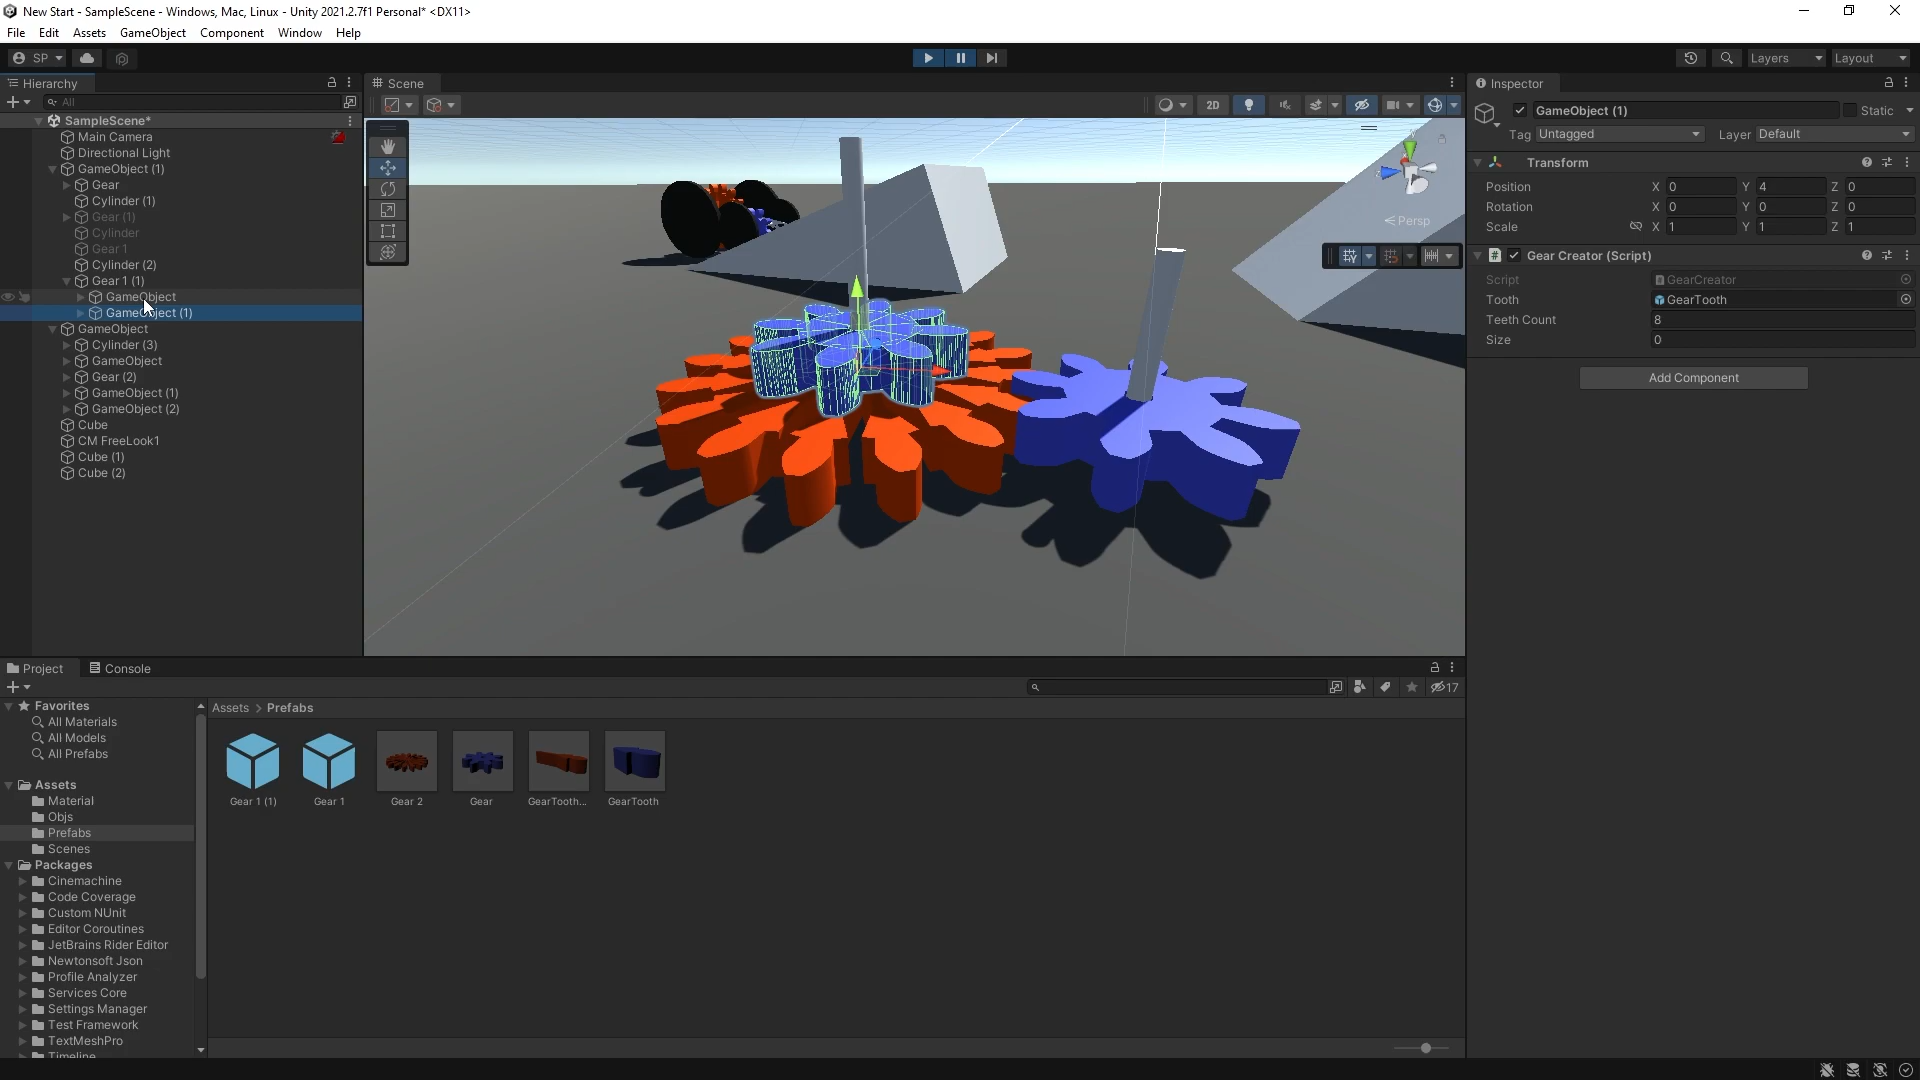 New Start - SampleScene - Windows, Mac, Linux - Unity 2021.2.7f1 Personal* <DX11>
File Edit Assets GameObject Component Window Help
SP Layers Layout
Hierarchy
All
SampleScene*
Main Camera
Directional Light
GameObject (1)
Gear
Cylinder (1)
Gear (1)
Cylinder
Gear 1
Cylinder (2)
Gear 1 (1)
GameObject
GameObject (1)
GameObject
Cylinder (3)
GameObject
Gear (2)
GameObject (1)
GameObject (2)
Cube
CM FreeLook1
Cube (1)
Cube (2)
Scene
2D
Persp
Inspector
GameObject (1) Static
Tag Untagged Layer Default
Transform
Position X 0 Y 4 Z 0
Rotation X 0 Y 0 Z 0
Scale X 1 Y 1 Z 1
Gear Creator (Script)
Script GearCreator
Tooth GearTooth
Teeth Count 8
Size 0
Add Component
Project Console
17
Favorites
All Materials
All Models
All Prefabs
Assets
Material
Objs
Prefabs
Scenes
Packages
Cinemachine
Code Coverage
Custom NUnit
Editor Coroutines
JetBrains Rider Editor
Newtonsoft Json
Profile Analyzer
Services Core
Settings Manager
Test Framework
TextMeshPro
Timeline
Assets > Prefabs
Gear 1 (1) Gear 1 Gear 2 Gear GearTooth... GearTooth